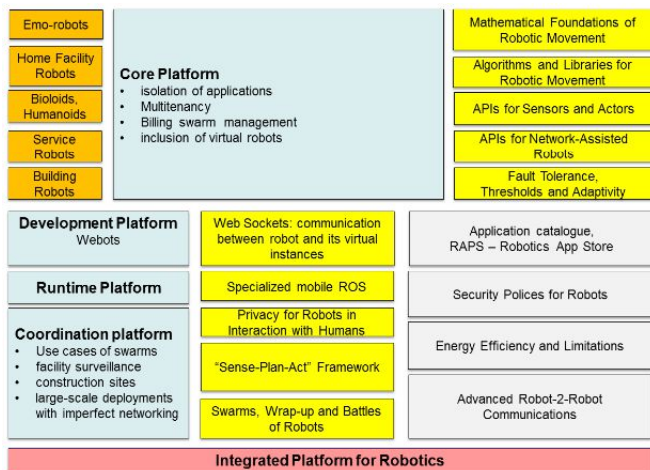 Emo-robots
Home Facility
Robots
Bioloids,
Humanoids
Service
Robots
Building
Robots
Core Platform
• isolation of applications
• Multitenancy
• Billing swarm management
• inclusion of virtual robots
Mathematical Foundations of
Robotic Movement
Algorithms and Libraries for
Robotic Movement
APIs for Sensors and Actors
APIs for Network-Assisted
Robots
Fault Tolerance,
Thresholds and Adaptivity
Development Platform
Webots
Runtime Platform
Coordination platform
• Use cases of swarms
• facility surveillance
• construction sites
• large-scale deployments
with imperfect networking
Web Sockets: communication
between robot and its virtual
instances
Specialized mobile ROS
Privacy for Robots in
Interaction with Humans
“Sense-Plan-Act” Framework
Swarms, Wrap-up and Battles
of Robots
Application catalogue,
RAPS – Robotics App Store
Security Polices for Robots
Energy Efficiency and Limitations
Advanced Robot-2-Robot
Communications
Integrated Platform for Robotics